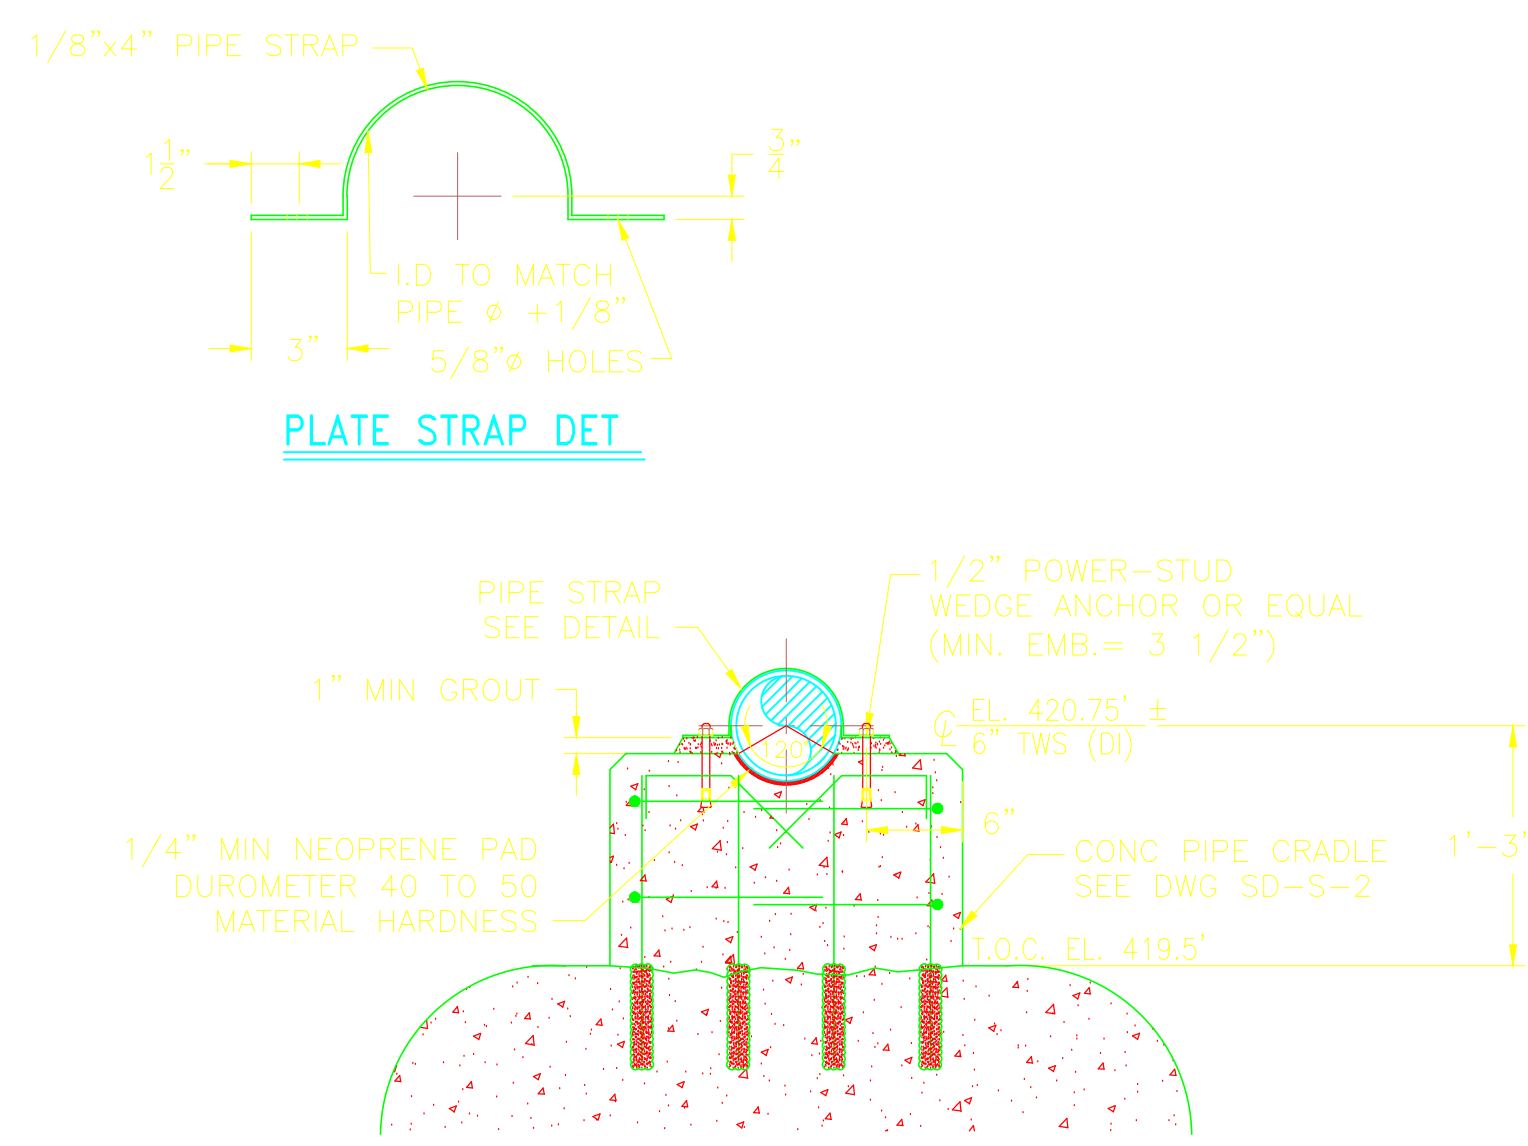 1/8"x4" PIPE STRAP
1 1/2"
3/4"
I.D TO MATCH
PIPE ø +1/8"
3"
5/8"ø HOLES
PLATE STRAP DET
1/2" POWER-STUD
WEDGE ANCHOR OR EQUAL
(MIN. EMB.= 3 1/2")
PIPE STRAP
SEE DETAIL
1" MIN GROUT
℄ EL. 420.75' ±
6" TWS (DI)
120°
6"
1'-3"
1/4" MIN NEOPRENE PAD
DUROMETER 40 TO 50
MATERIAL HARDNESS
CONC PIPE CRADLE
SEE DWG SD-S-2
T.O.C. EL. 419.5'